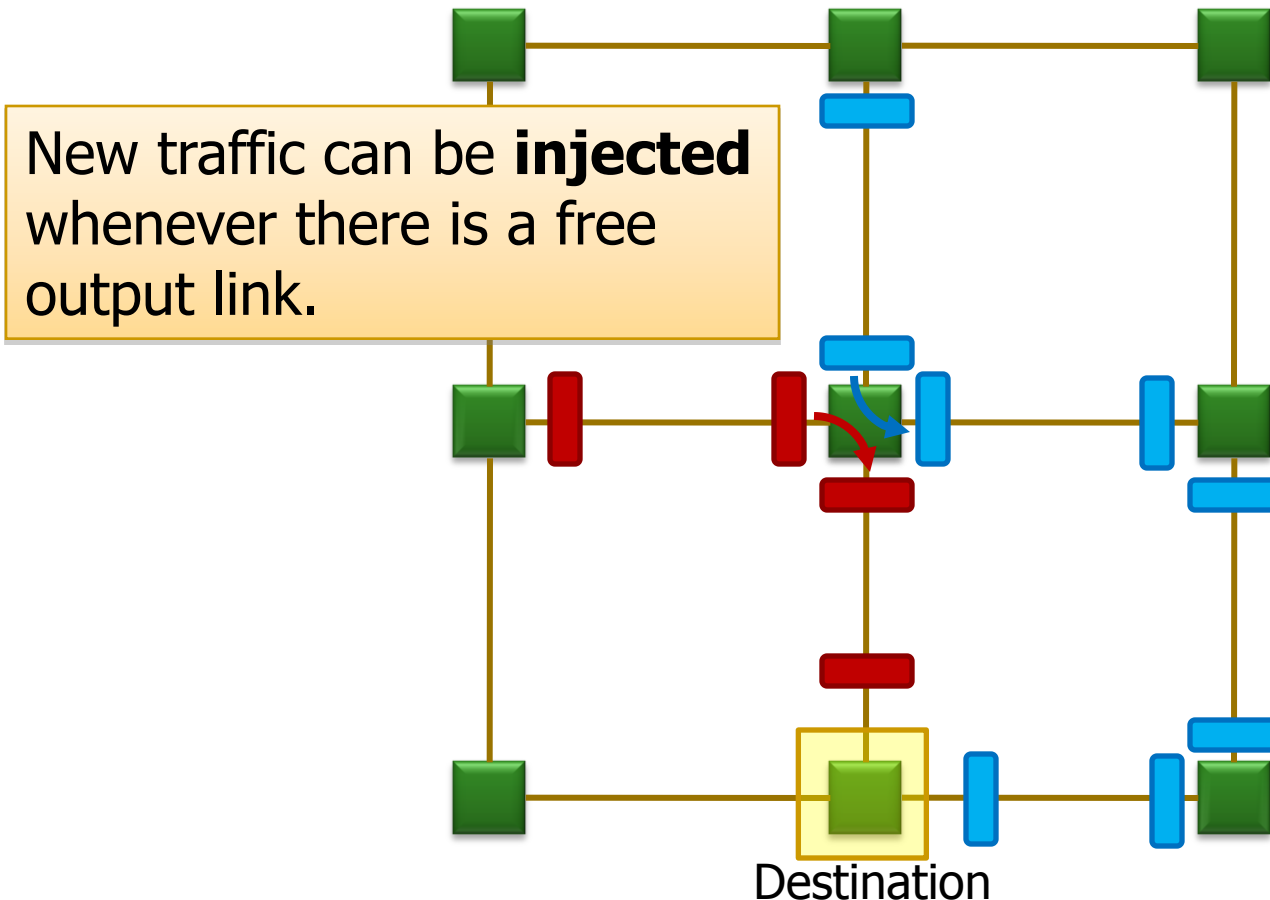 New traffic can be injected
whenever there is a free
output link.
Destination